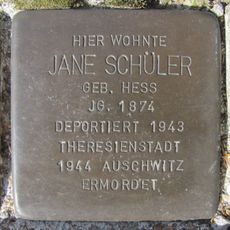 HIER WOHNTE
JANE SCHÜLER
GEB. HESS
JG. 1874
DEPORTIERT 1943
THERESIENSTADT
1944 AUSCHWITZ
ERMORDET